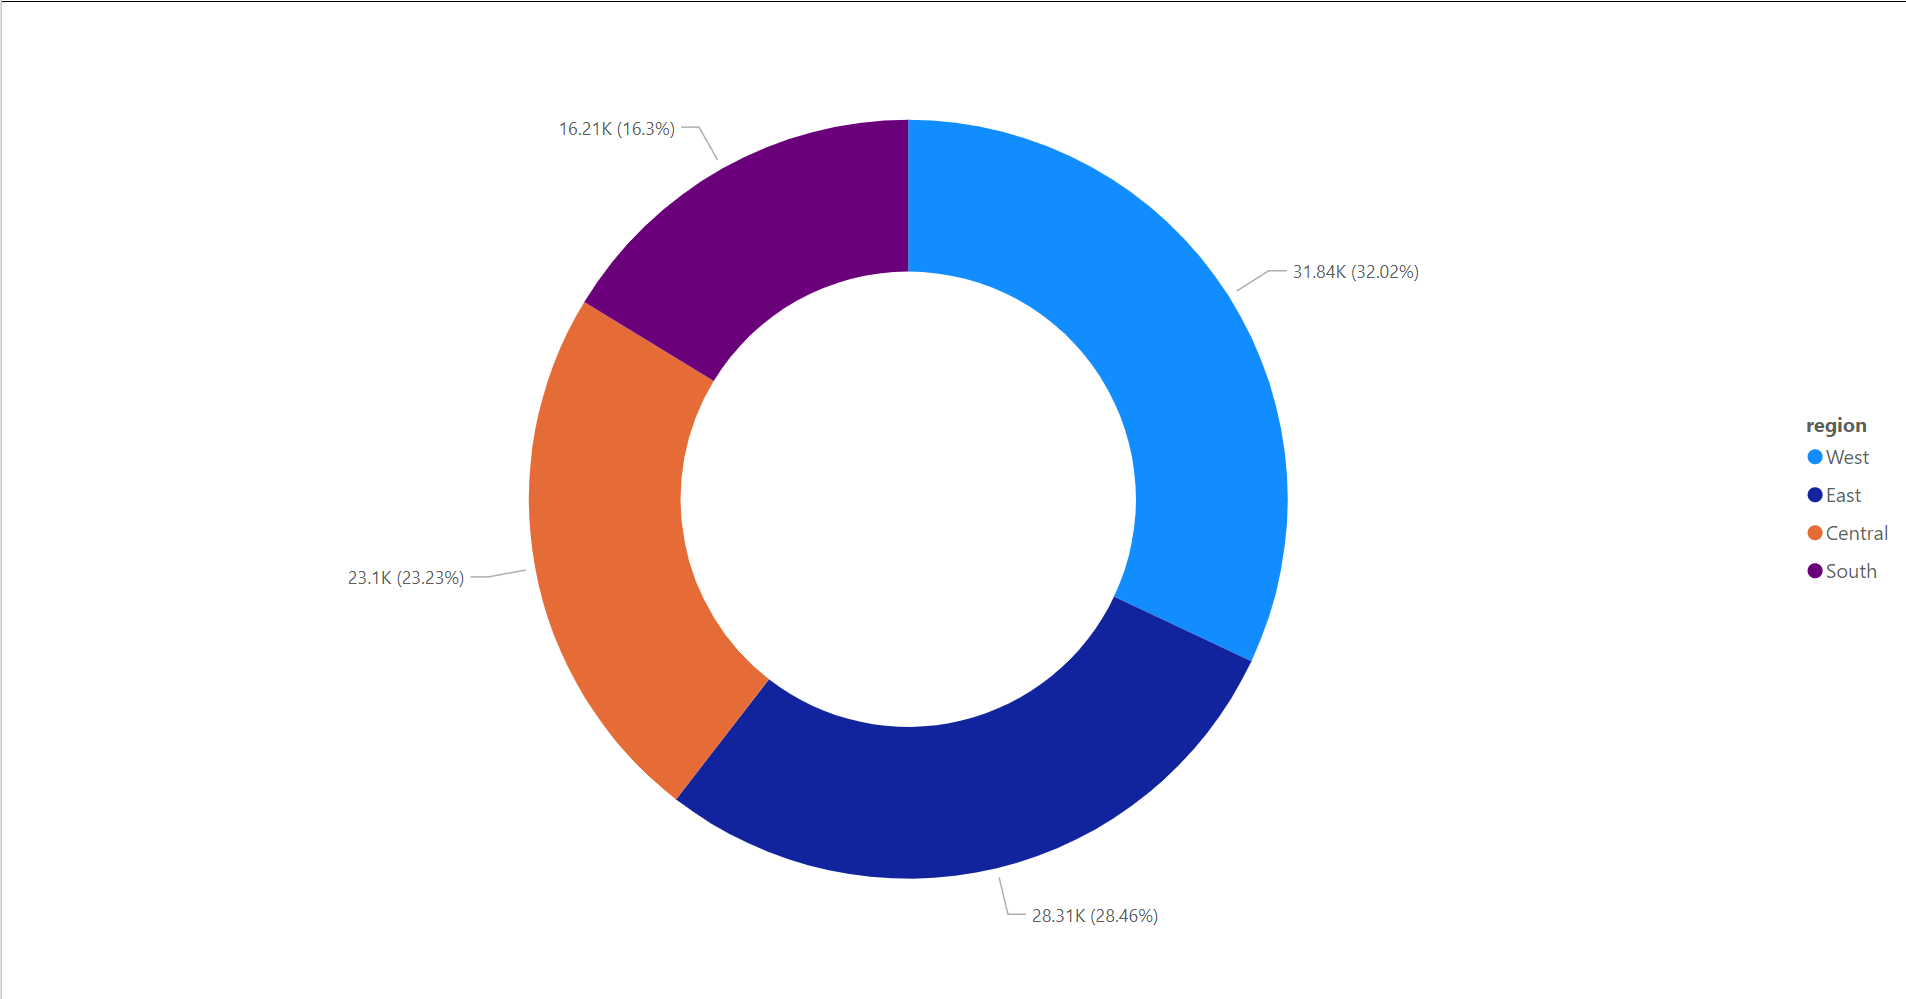 16.21K (16.3%)
31.84K (32.02%)
23.1K (23.23%)
28.31K (28.46%)
region
West
East
Central
South